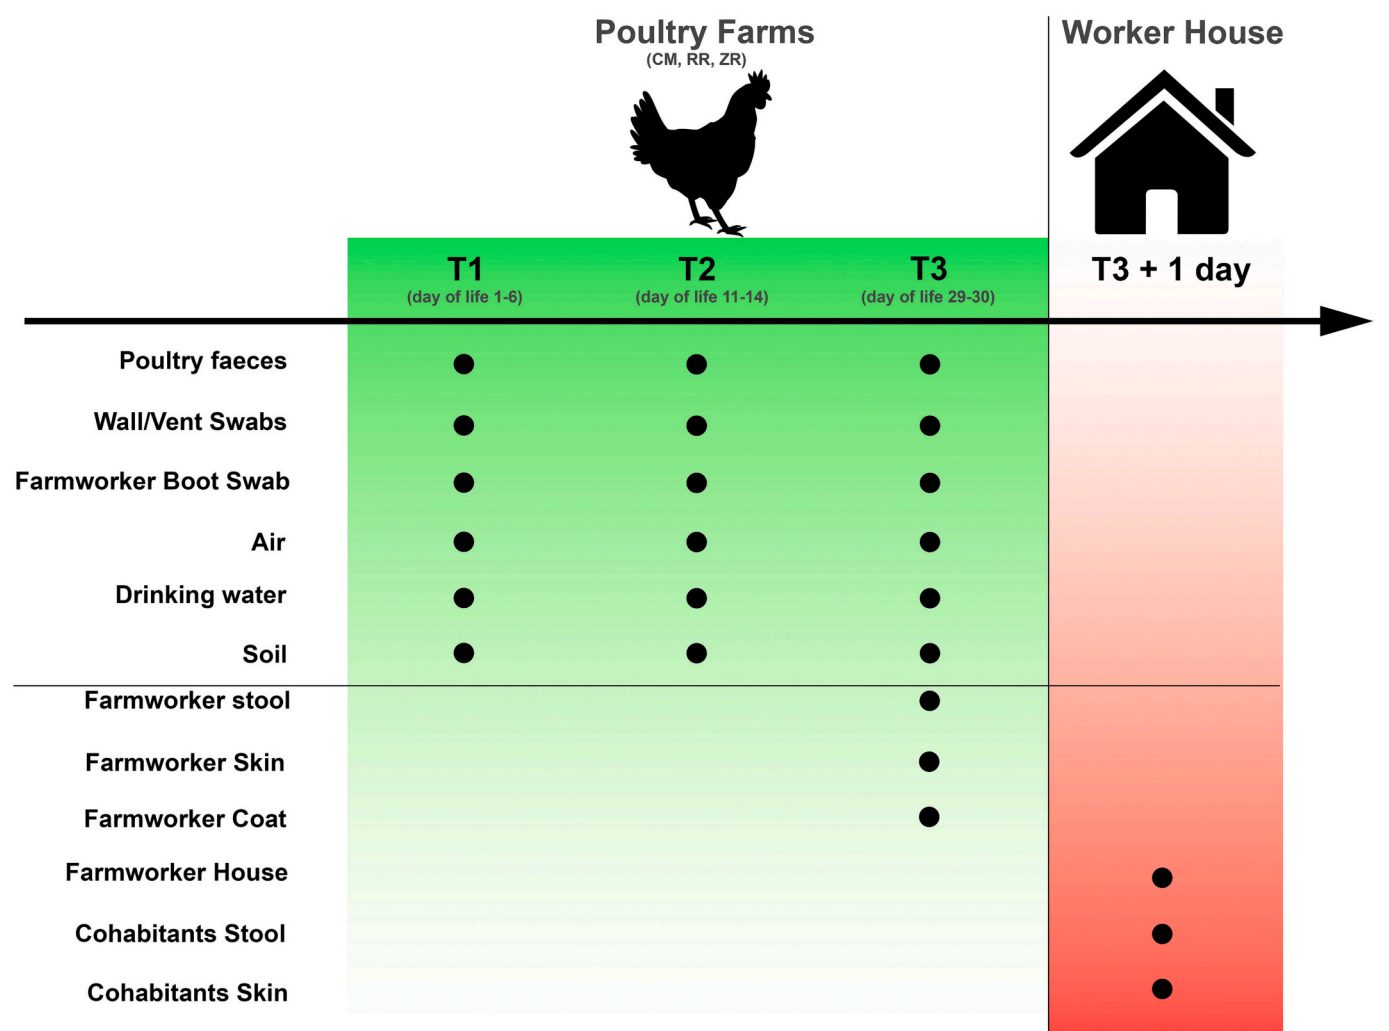 Poultry Farms
(CM, RR, ZR)
Worker House
T1
(day of life 1-6)
T2
(day of life 11-14)
T3
(day of life 29-30)
T3 + 1 day
Poultry faeces
Wall/Vent Swabs
Farmworker Boot Swab
Air
Drinking water
Soil
Farmworker stool
Farmworker Skin
Farmworker Coat
Farmworker House
Cohabitants Stool
Cohabitants Skin